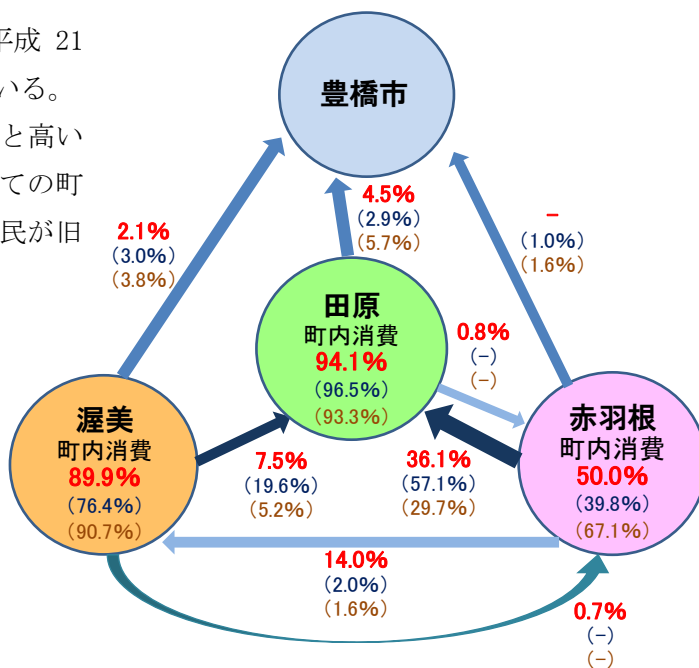 平成 21
いる。
と高い
ての町
民が旧
豊橋市
2.1%
(3.0%)
(3.8%)
4.5%
(2.9%)
(5.7%)
-
(1.0%)
(1.6%)
田原
町内消費
94.1%
(96.5%)
(93.3%)
0.8%
(-)
(-)
渥美
町内消費
89.9%
(76.4%)
(90.7%)
7.5%
(19.6%)
(5.2%)
36.1%
(57.1%)
(29.7%)
赤羽根
町内消費
50.0%
(39.8%)
(67.1%)
14.0%
(2.0%)
(1.6%)
0.7%
(-)
(-)